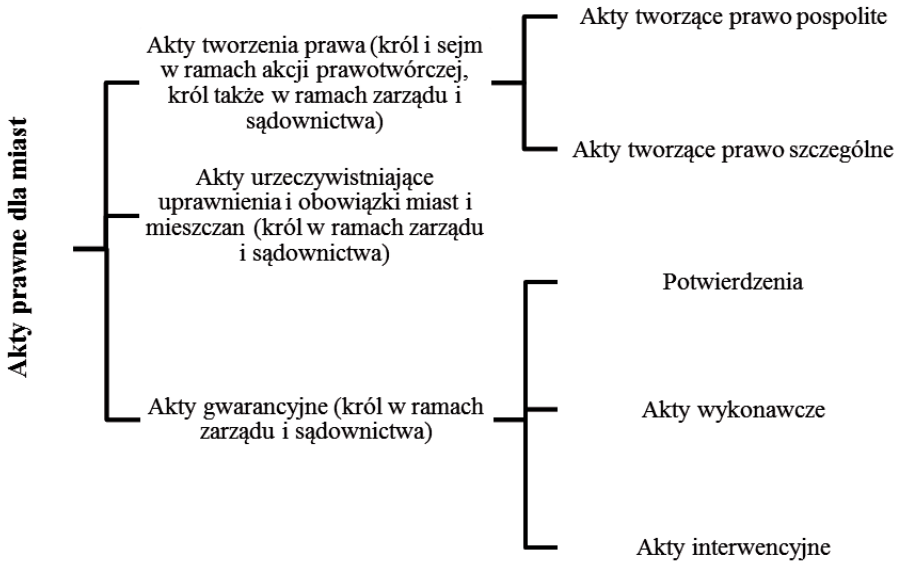 Akty prawne dla miast
Akty tworzenia prawa (król i sejm
w ramach akcji prawotwórczej,
król także w ramach zarządu i
sądownictwa)
Akty tworzące prawo pospolite
Akty tworzące prawo szczególne
Akty urzeczywistniające
uprawnienia i obowiązki miast i
mieszczan (król w ramach zarządu
i sądownictwa)
Akty gwarancyjne (król w ramach
zarządu i sądownictwa)
Potwierdzenia
Akty wykonawcze
Akty interwencyjne